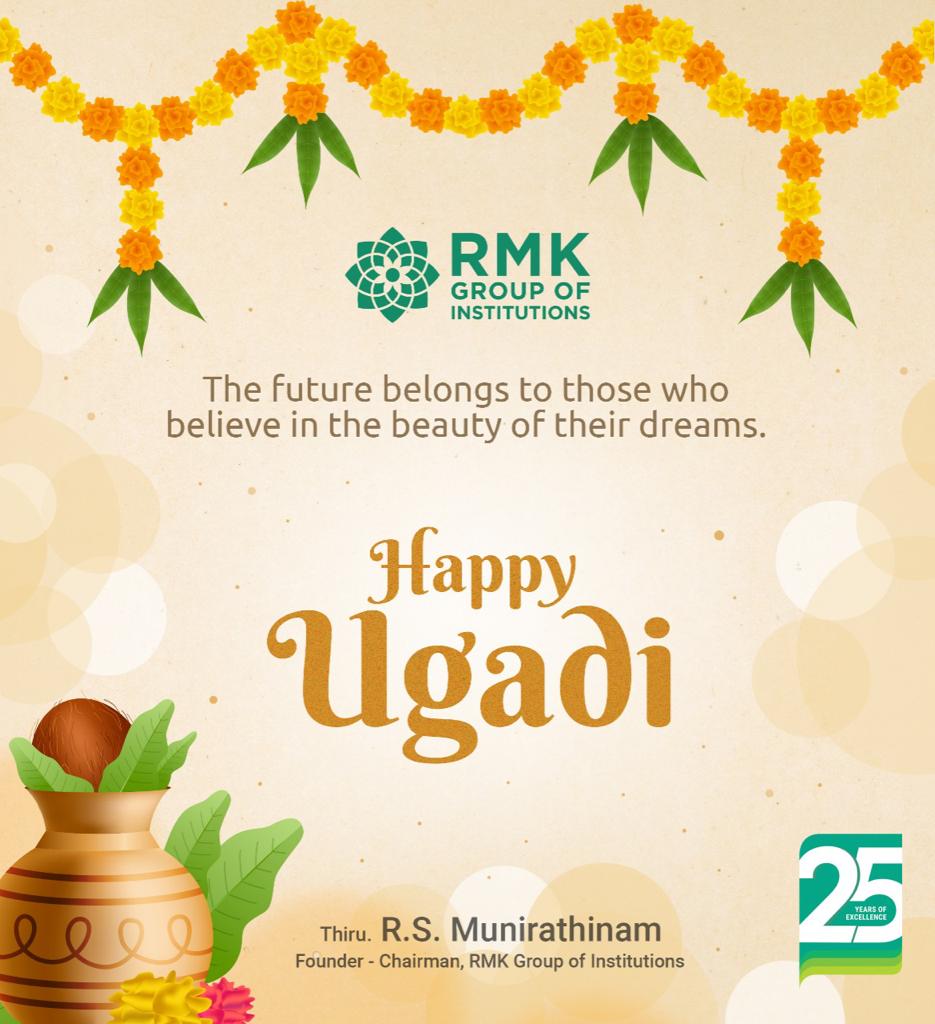 RMK
GROUP OF
INSTITUTIONS
The future belongs to those who
believe in the beauty of their dreams.
Happy
Ugadi
25
YEARS OF
EXCELLENCE
Thiru. R.S. Munirathinam
Founder - Chairman, RMK Group of Institutions